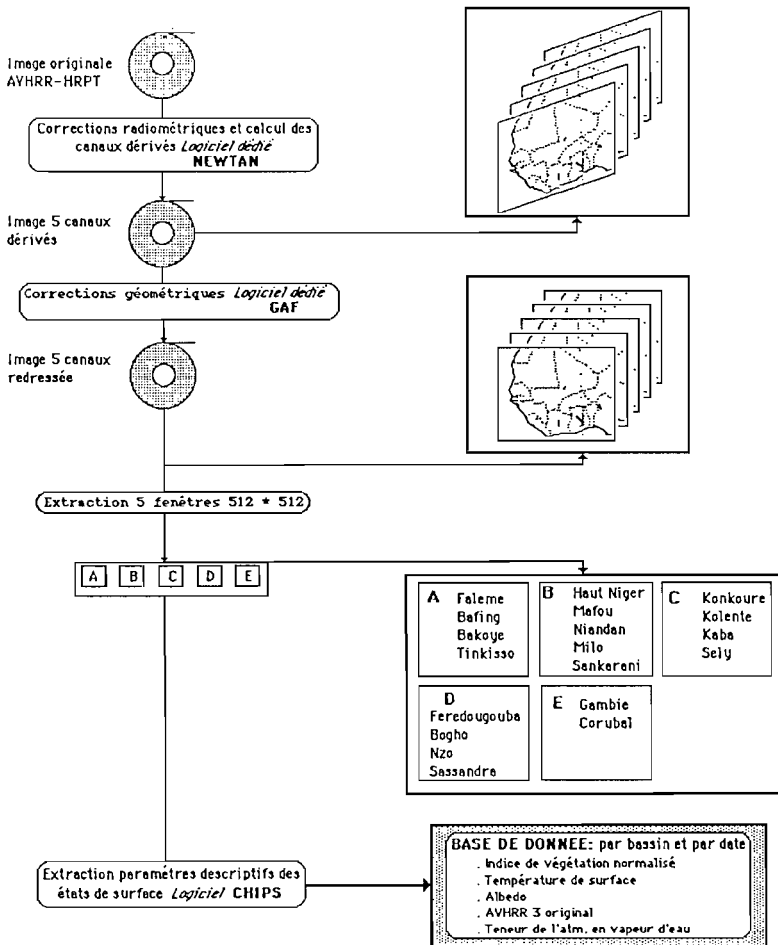 Image originale
AVHRR-HRPT
Corrections radiométriques et calcul des
canaux dérivés Logiciel dédié
NEWTAN
Image 5 canaux
dérivés
Corrections géométriques Logiciel dédié
GAF
Image 5 canaux
redressée
Extraction 5 fenêtres 512 * 512
A B C D E
A Faleme
Bafing
Bakoye
Tinkisso
B Haut Niger
Mafou
Niandan
Milo
Sankarani
C Konkoure
Kolente
Kaba
Sely
D
Feredougouba
Bogho
Nzo
Sassandra
E Gambie
Corubal
Extraction paramètres descriptifs des
états de surface Logiciel CHIPS
BASE DE DONNEE: par bassin et par date
. Indice de végétation normalisé
. Température de surface
. Albedo
. AVHRR 3 original
. Teneur de l'atm, en vapeur d'eau